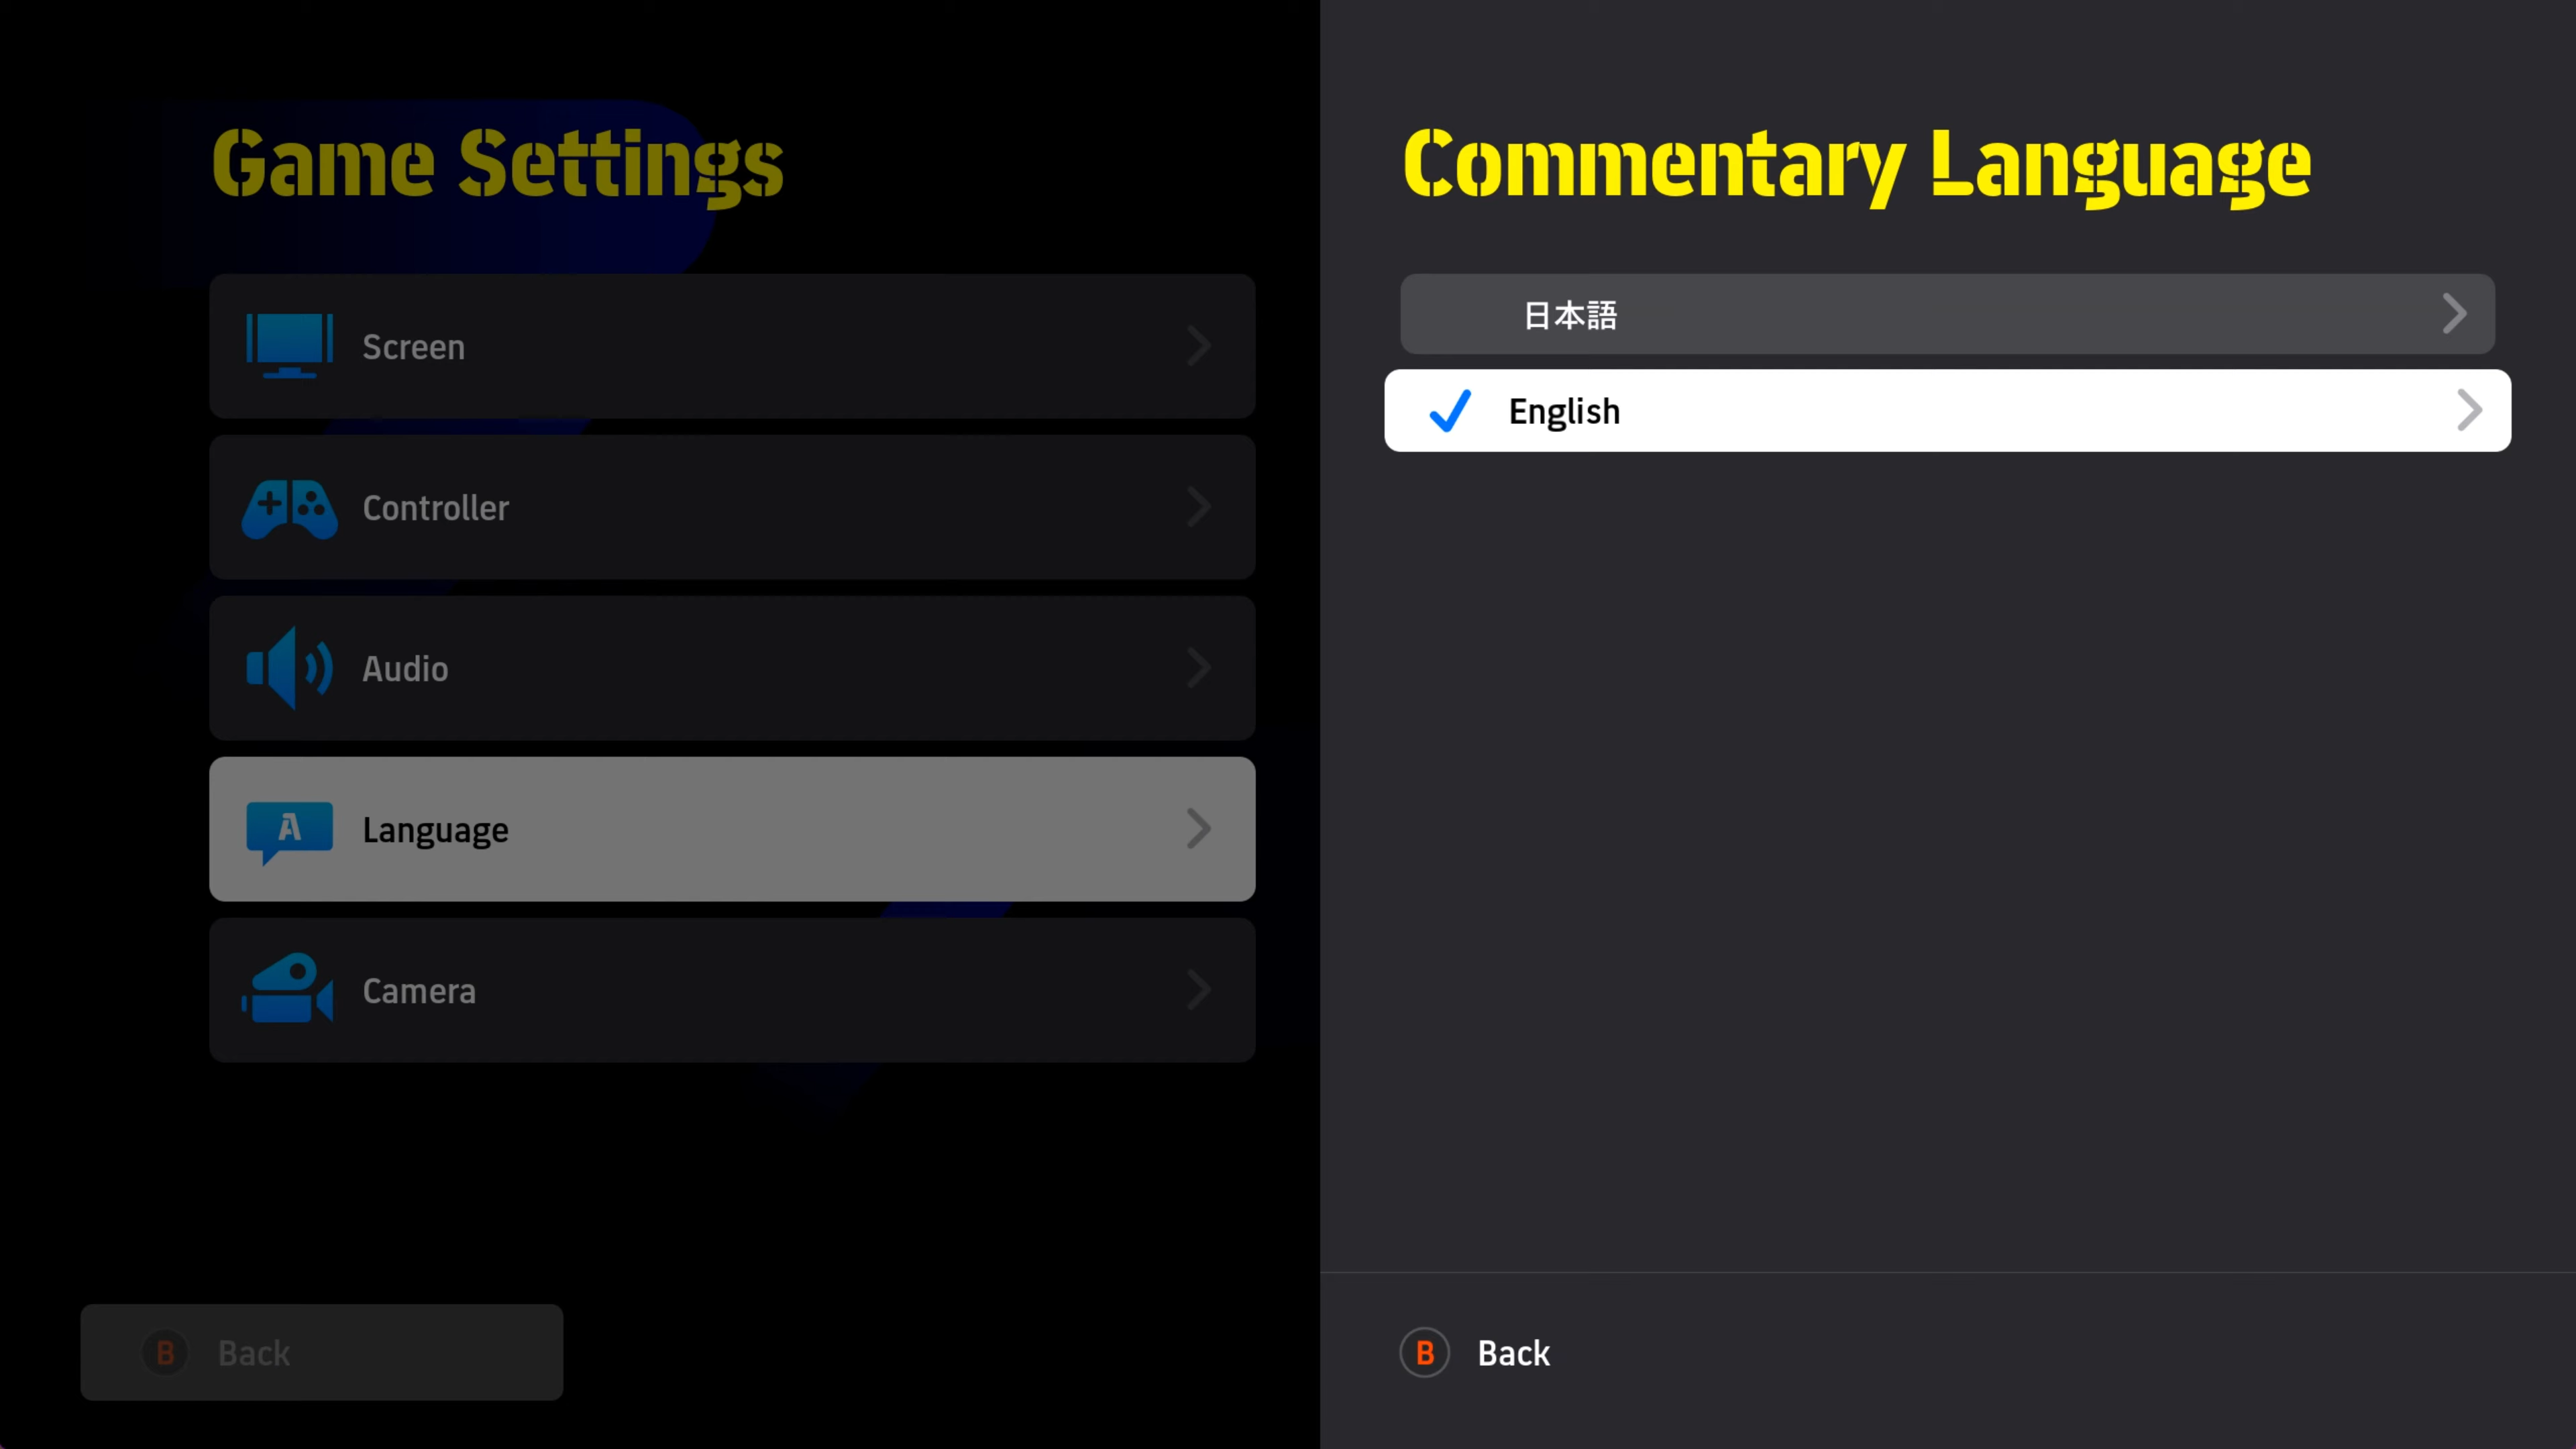 Game Settings
Screen
Controller
Audio
A
Language
Camera
B Back
Commentary Language
日本語
English
B Back